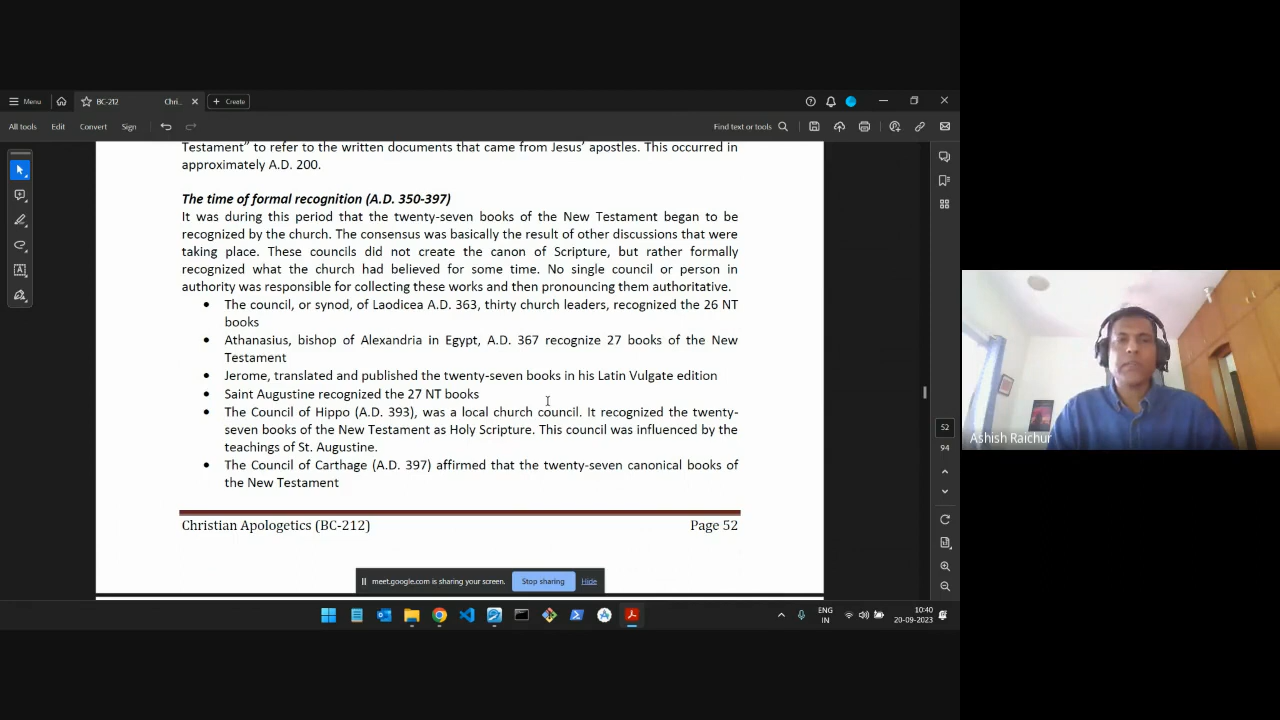 Menu
BC-212
Chri...
Create
All tools
Edit
Convert
Sign
Find text or tools
Testament" to refer to the written documents that came from Jesus' apostles. This occurred in
approximately A.D. 200.
The time of formal recognition (A.D. 350-397)
It was during this period that the twenty-seven books of the New Testament began to be
recognized by the church. The consensus was basically the result of other discussions that were
taking place. These councils did not create the canon of Scripture, but rather formally
recognized what the church had believed for some time. No single council or person in
authority was responsible for collecting these works and then pronouncing them authoritative.
• The council, or synod, of Laodicea A.D. 363, thirty church leaders, recognized the 26 NT
books
• Athanasius, bishop of Alexandria in Egypt, A.D. 367 recognize 27 books of the New
Testament
• Jerome, translated and published the twenty-seven books in his Latin Vulgate edition
• Saint Augustine recognized the 27 NT books
• The Council of Hippo (A.D. 393), was a local church council. It recognized the twenty-
seven books of the New Testament as Holy Scripture. This council was influenced by the
teachings of St. Augustine.
• The Council of Carthage (A.D. 397) affirmed that the twenty-seven canonical books of
the New Testament
Christian Apologetics (BC-212)
Page 52
52
94
Ashish Raichur
meet.google.com is sharing your screen.
Stop sharing
Hide
ENG
IN
10:40
20-09-2023